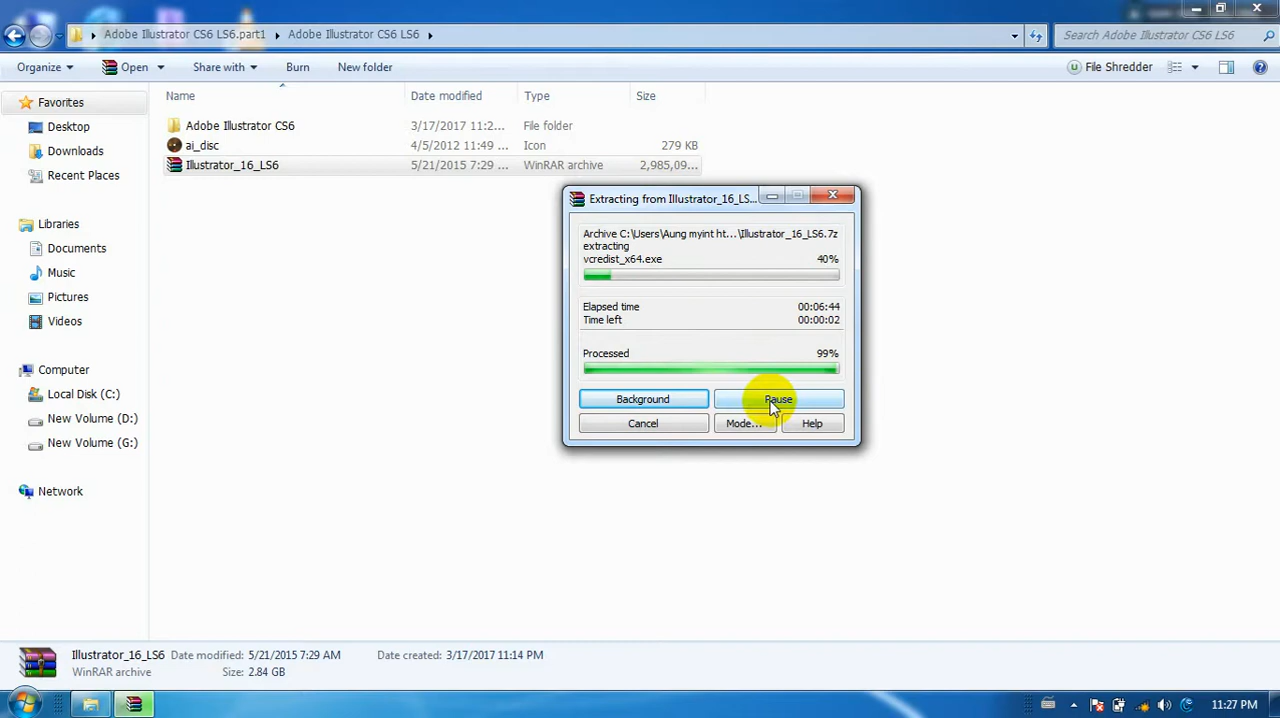 Adobe Illustrator CS6 LS6.part1
Adobe Illustrator CS6 LS6
Search Adobe Illustrator CS6 LS6
Organize
Open
Share with
Burn
New folder
File Shredder
Favorites
Desktop
Downloads
Recent Places
Libraries
Documents
Music
Pictures
Videos
Computer
Local Disk (C:)
New Volume (D:)
New Volume (G:)
Network
Name Date modified Type Size
Adobe Illustrator CS6 3/17/2017 11:2... File folder
ai_disc 4/5/2012 11:49 ... Icon 279 KB
Illustrator_16_LS6 5/21/2015 7:29 ... WinRAR archive 2,985,09...
Extracting from Illustrator_16_LS...
Archive C:\Users\Aung myint ht...\Illustrator_16_LS6.7z
extracting
vcredist_x64.exe 40%
Elapsed time 00:06:44
Time left 00:00:02
Processed 99%
Background
Pause
Cancel
Mode...
Help
Illustrator_16_LS6 Date modified: 5/21/2015 7:29 AM Date created: 3/17/2017 11:14 PM
WinRAR archive Size: 2.84 GB
11:27 PM